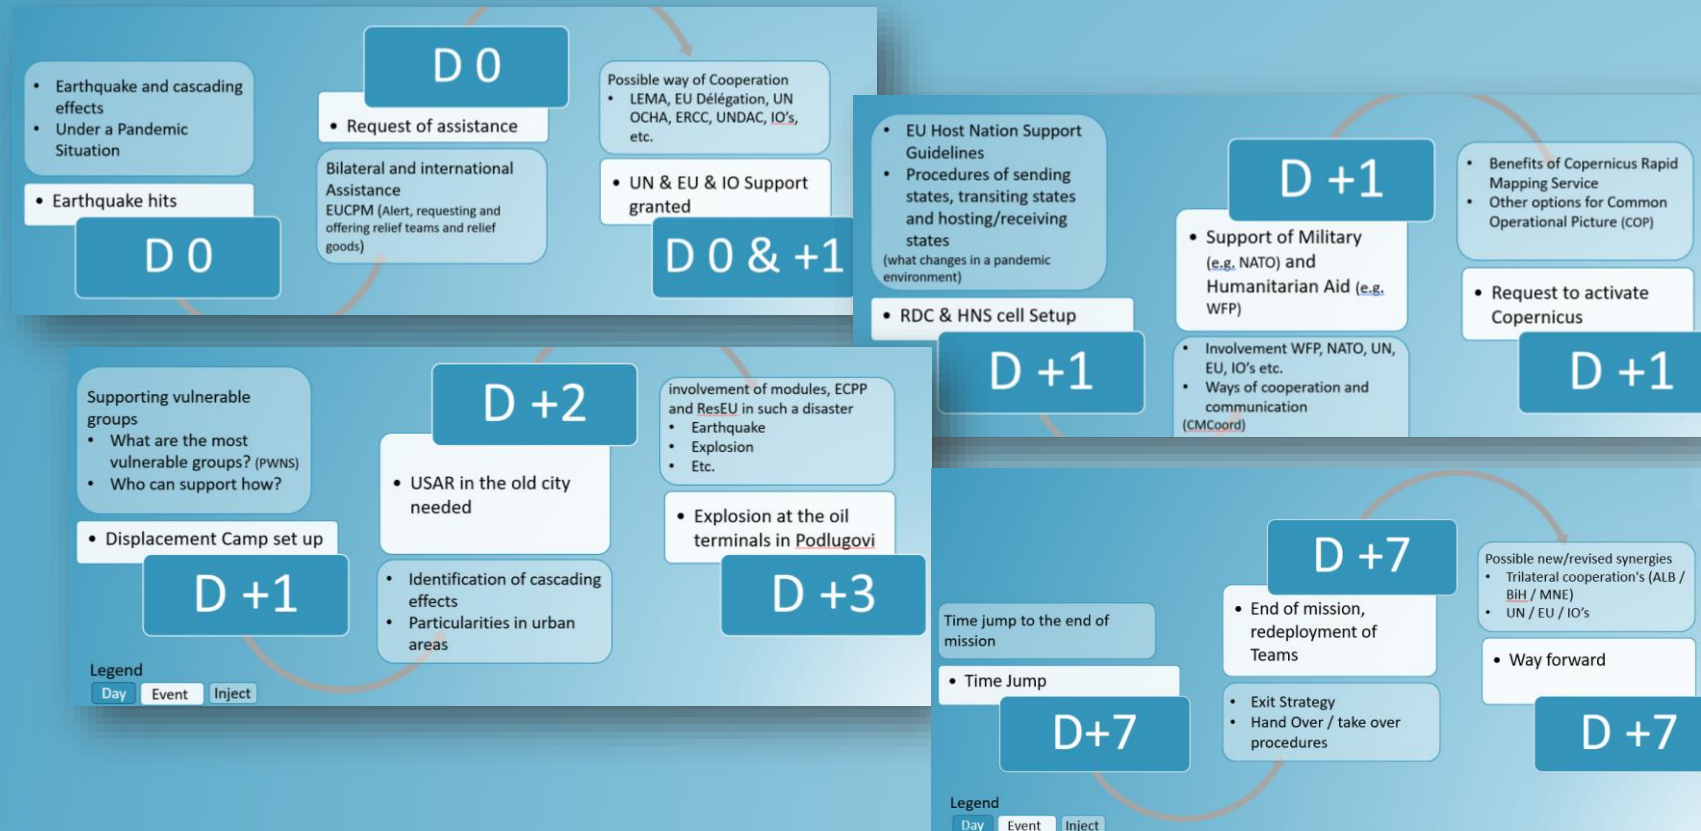 • Earthquake and cascading
effects
• Under a Pandemic
Situation
• Earthquake hits
D 0
D 0
• Request of assistance
Bilateral and international
Assistance
EUCPM (Alert, requesting and
offering relief teams and relief
goods)
Possible way of Cooperation
• LEMA, EU Délégation, UN
OCHA, ERCC, UNDAC, IO's,
etc.
• UN & EU & IO Support
granted
D 0 & +1
• EU Host Nation Support
Guidelines
• Procedures of sending
states, transiting states
and hosting/receiving
states
(what changes in a pandemic
environment)
• RDC & HNS cell Setup
D +1
D +1
• Support of Military
(e.g. NATO) and
Humanitarian Aid (e.g.
WFP)
• Involvement WFP, NATO, UN,
EU, IO's etc.
• Ways of cooperation and
communication
(CMCoord)
• Benefits of Copernicus Rapid
Mapping Service
• Other options for Common
Operational Picture (COP)
• Request to activate
Copernicus
D +1
Supporting vulnerable
groups
• What are the most
vulnerable groups? (PWNS)
• Who can support how?
• Displacement Camp set up
D +1
D +2
• USAR in the old city
needed
• Identification of cascading
effects
• Particularities in urban
areas
involvement of modules, ECPP
and ResEU in such a disaster
• Earthquake
• Explosion
• Etc.
• Explosion at the oil
terminals in Podlugovi
D +3
Legend
Day Event Inject
Time jump to the end of
mission
• Time Jump
D+7
D +7
• End of mission,
redeployment of
Teams
• Exit Strategy
• Hand Over / take over
procedures
Possible new/revised synergies
• Trilateral cooperation's (ALB /
BiH / MNE)
• UN / EU / IO's
• Way forward
D +7
Legend
Day Event Inject